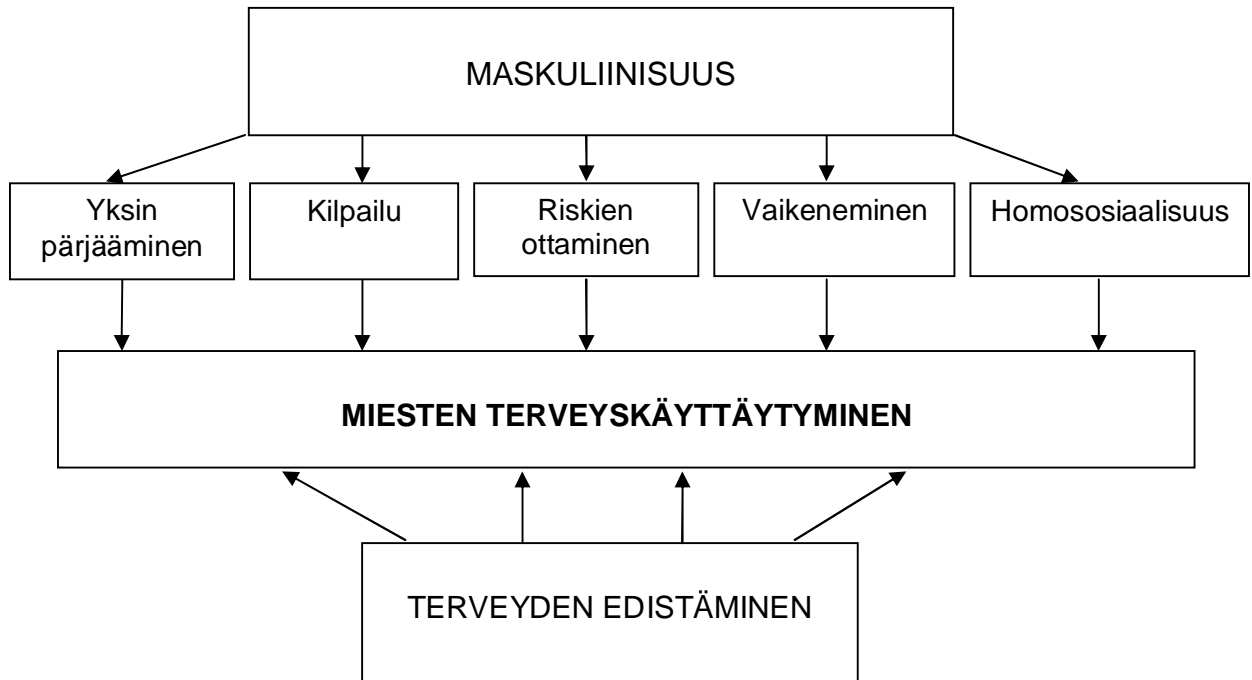 MASKULIINISUUS
Yksin
pärjääminen
Kilpailu
Riskien
ottaminen
Vaikeneminen
Homososiaalisuus
MIESTEN TERVEYSKÄYTTÄYTYMINEN
TERVEYDEN EDISTÄMINEN